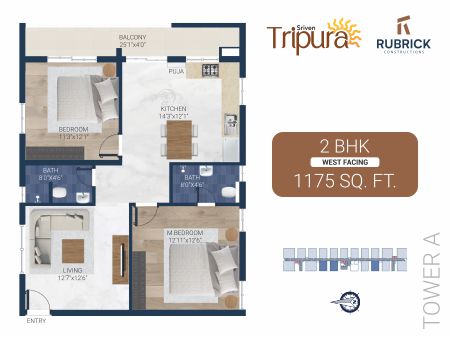 BALCONY
25'1"x4'0"
Sriven
Tripura
RUBRICK
CONSTRUCTIONS
PUJA
KITCHEN
14'3"x12'1"
BEDROOM
11'3"x12'1"
2 BHK
WEST FACING
1175 SQ. FT.
BATH
8'0"x4'6"
BATH
8'0"x4'6"
M.BEDROOM
12'11"x12'6"
LIVING
12'7"x12'6"
ENTRY
TOWER A